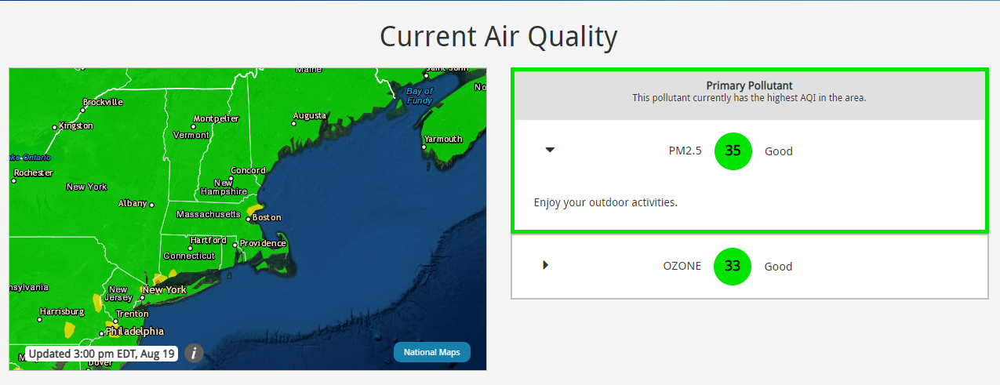 Current Air Quality
Maine
Saint John
Bay of
Fundy
No
Brockville
Kingston
Montpelier
Vermont
Augusta
Yarmouth
ke Ontario
Rochester
New York
Concord
New
Hampshire
Albany
Massachusetts
Boston
Hartford
Providence
Connecticut
nsylvania
New
Jersey
New York
Harrisburg
Trenton
Philadelphia
Dover
Updated 3:00 pm EDT, Aug 19
i
National Maps
Primary Pollutant
This pollutant currently has the highest AQI in the area.
PM2.5 35 Good
Enjoy your outdoor activities.
OZONE 33 Good